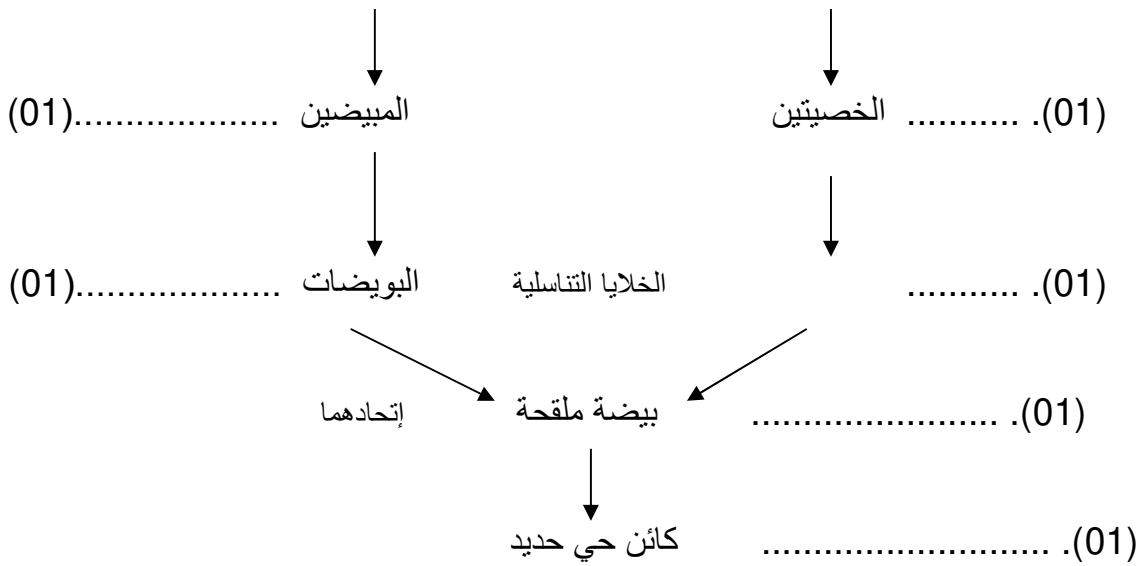 (01). ........... الخصيتين المبيضين ....................(01)
(01). ........... الخلايا التناسلية البويضات ....................(01)
(01). ........................ بيضة ملقحة إتحادهما
(01). ............................ كائن حي حديد